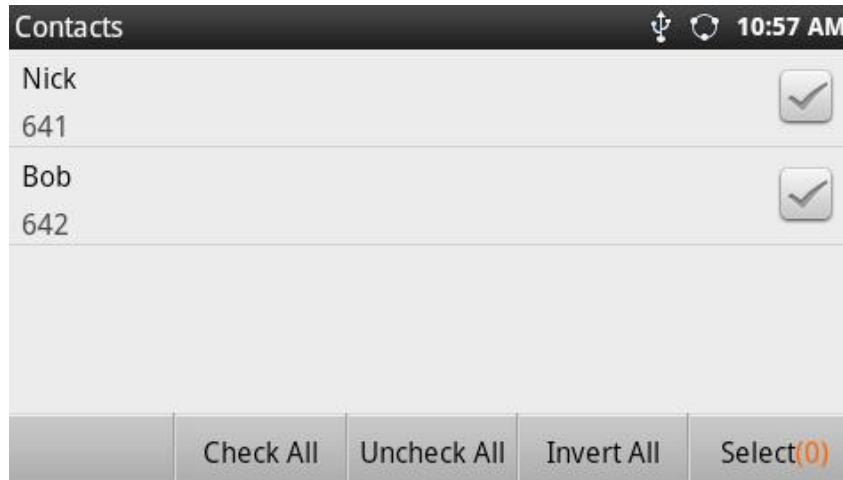 Contacts 10:57 AM
Nick
641
Bob
642
Check All Uncheck All Invert All Select(0)